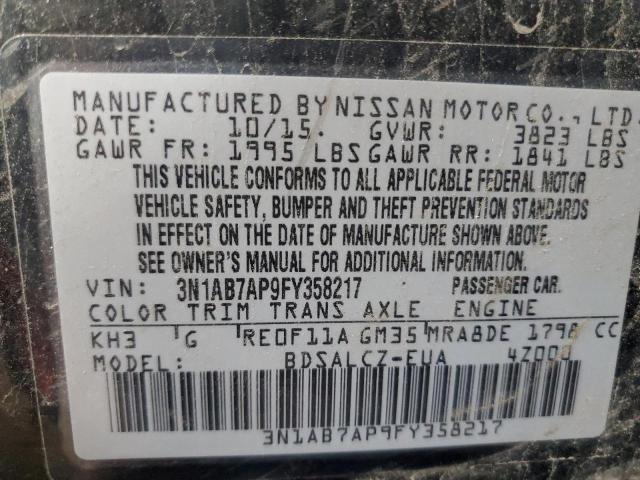 MANUFACTURED BY NISSAN MOTOR CO., LTD.
DATE: 10/15. GVWR: 3823 LBS
GAWR FR: 1995 LBS GAWR RR: 1841 LBS
THIS VEHICLE CONFORMS TO ALL APPLICABLE FEDERAL MOTOR
VEHICLE SAFETY, BUMPER AND THEFT PREVENTION STANDARDS
IN EFFECT ON THE DATE OF MANUFACTURE SHOWN ABOVE.
SEE OWNER'S MANUAL FOR ADDITIONAL INFORMATION.
VIN: 3N1AB7AP9FY358217 PASSENGER CAR.
COLOR TRIM TRANS AXLE ENGINE
KH3 G RE0F11A GM35 MRA8DE 1798 CC
MODEL: BDSALCZ-EUA 4Z000
3N1AB7AP9FY358217